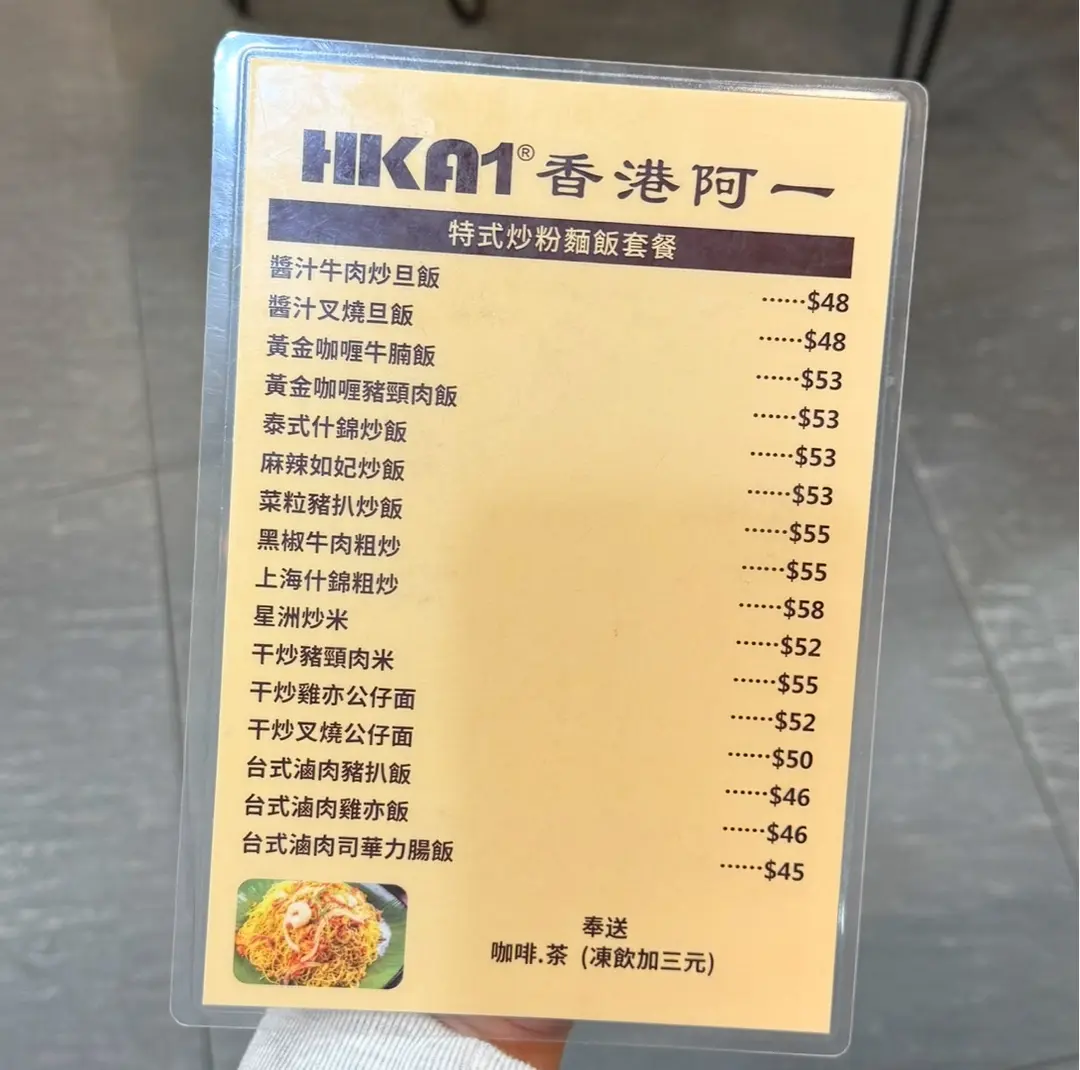 HKA1® 香港阿一
特式炒粉麵飯套餐
醬汁牛肉炒旦飯 ······$48
醬汁叉燒旦飯 ······$48
黃金咖喱牛腩飯 ······$53
黃金咖喱豬頸肉飯 ······$53
泰式什錦炒飯 ······$53
麻辣如妃炒飯 ······$53
菜粒豬扒炒飯 ······$55
黑椒牛肉粗炒 ······$55
上海什錦粗炒 ······$58
星洲炒米 ······$52
干炒豬頸肉米 ······$55
干炒雞亦公仔面 ······$52
干炒叉燒公仔面 ······$50
台式滷肉豬扒飯 ······$46
台式滷肉雞亦飯 ······$46
台式滷肉司華力腸飯 ······$45
奉送
咖啡.茶 (凍飲加三元)